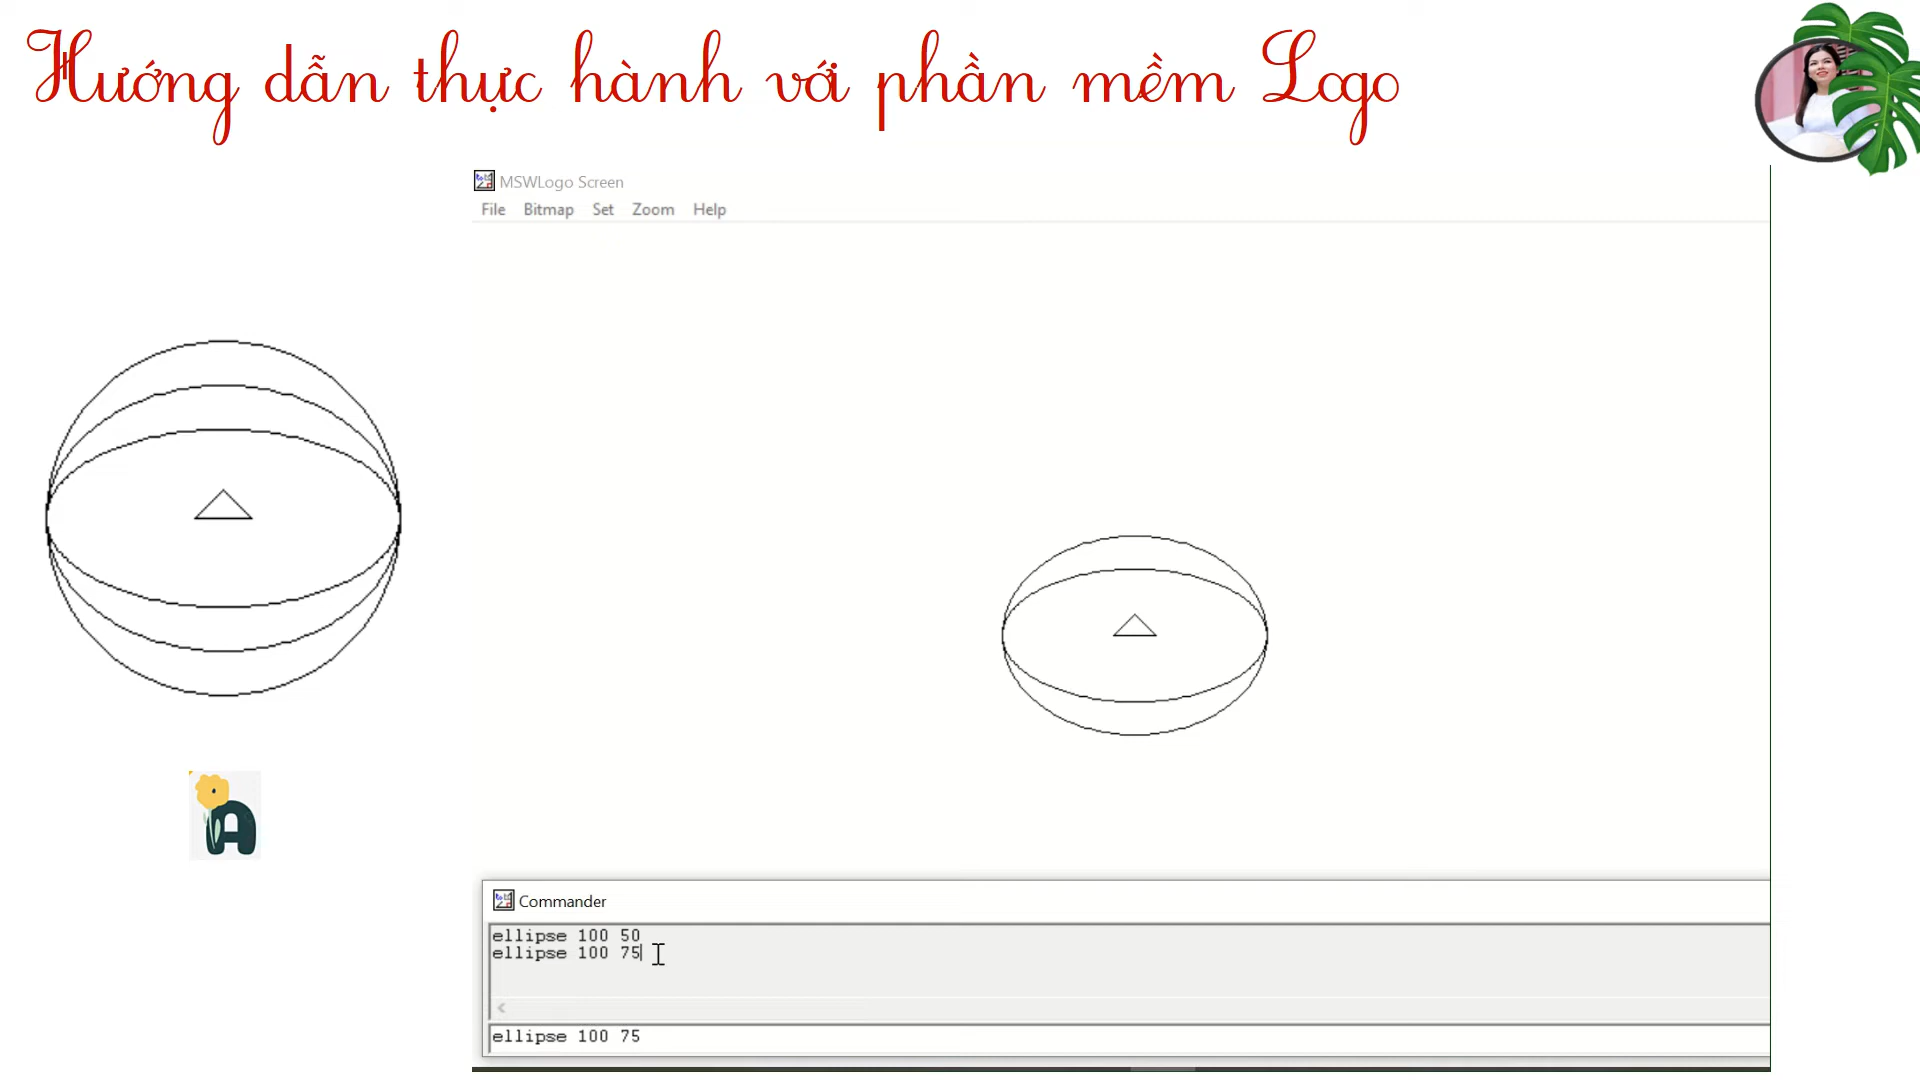 Hướng dẫn thực hành với phần mềm Logo
MSWLogo Screen
File Bitmap Set Zoom Help
A
Commander
ellipse 100 50
ellipse 100 75
ellipse 100 75